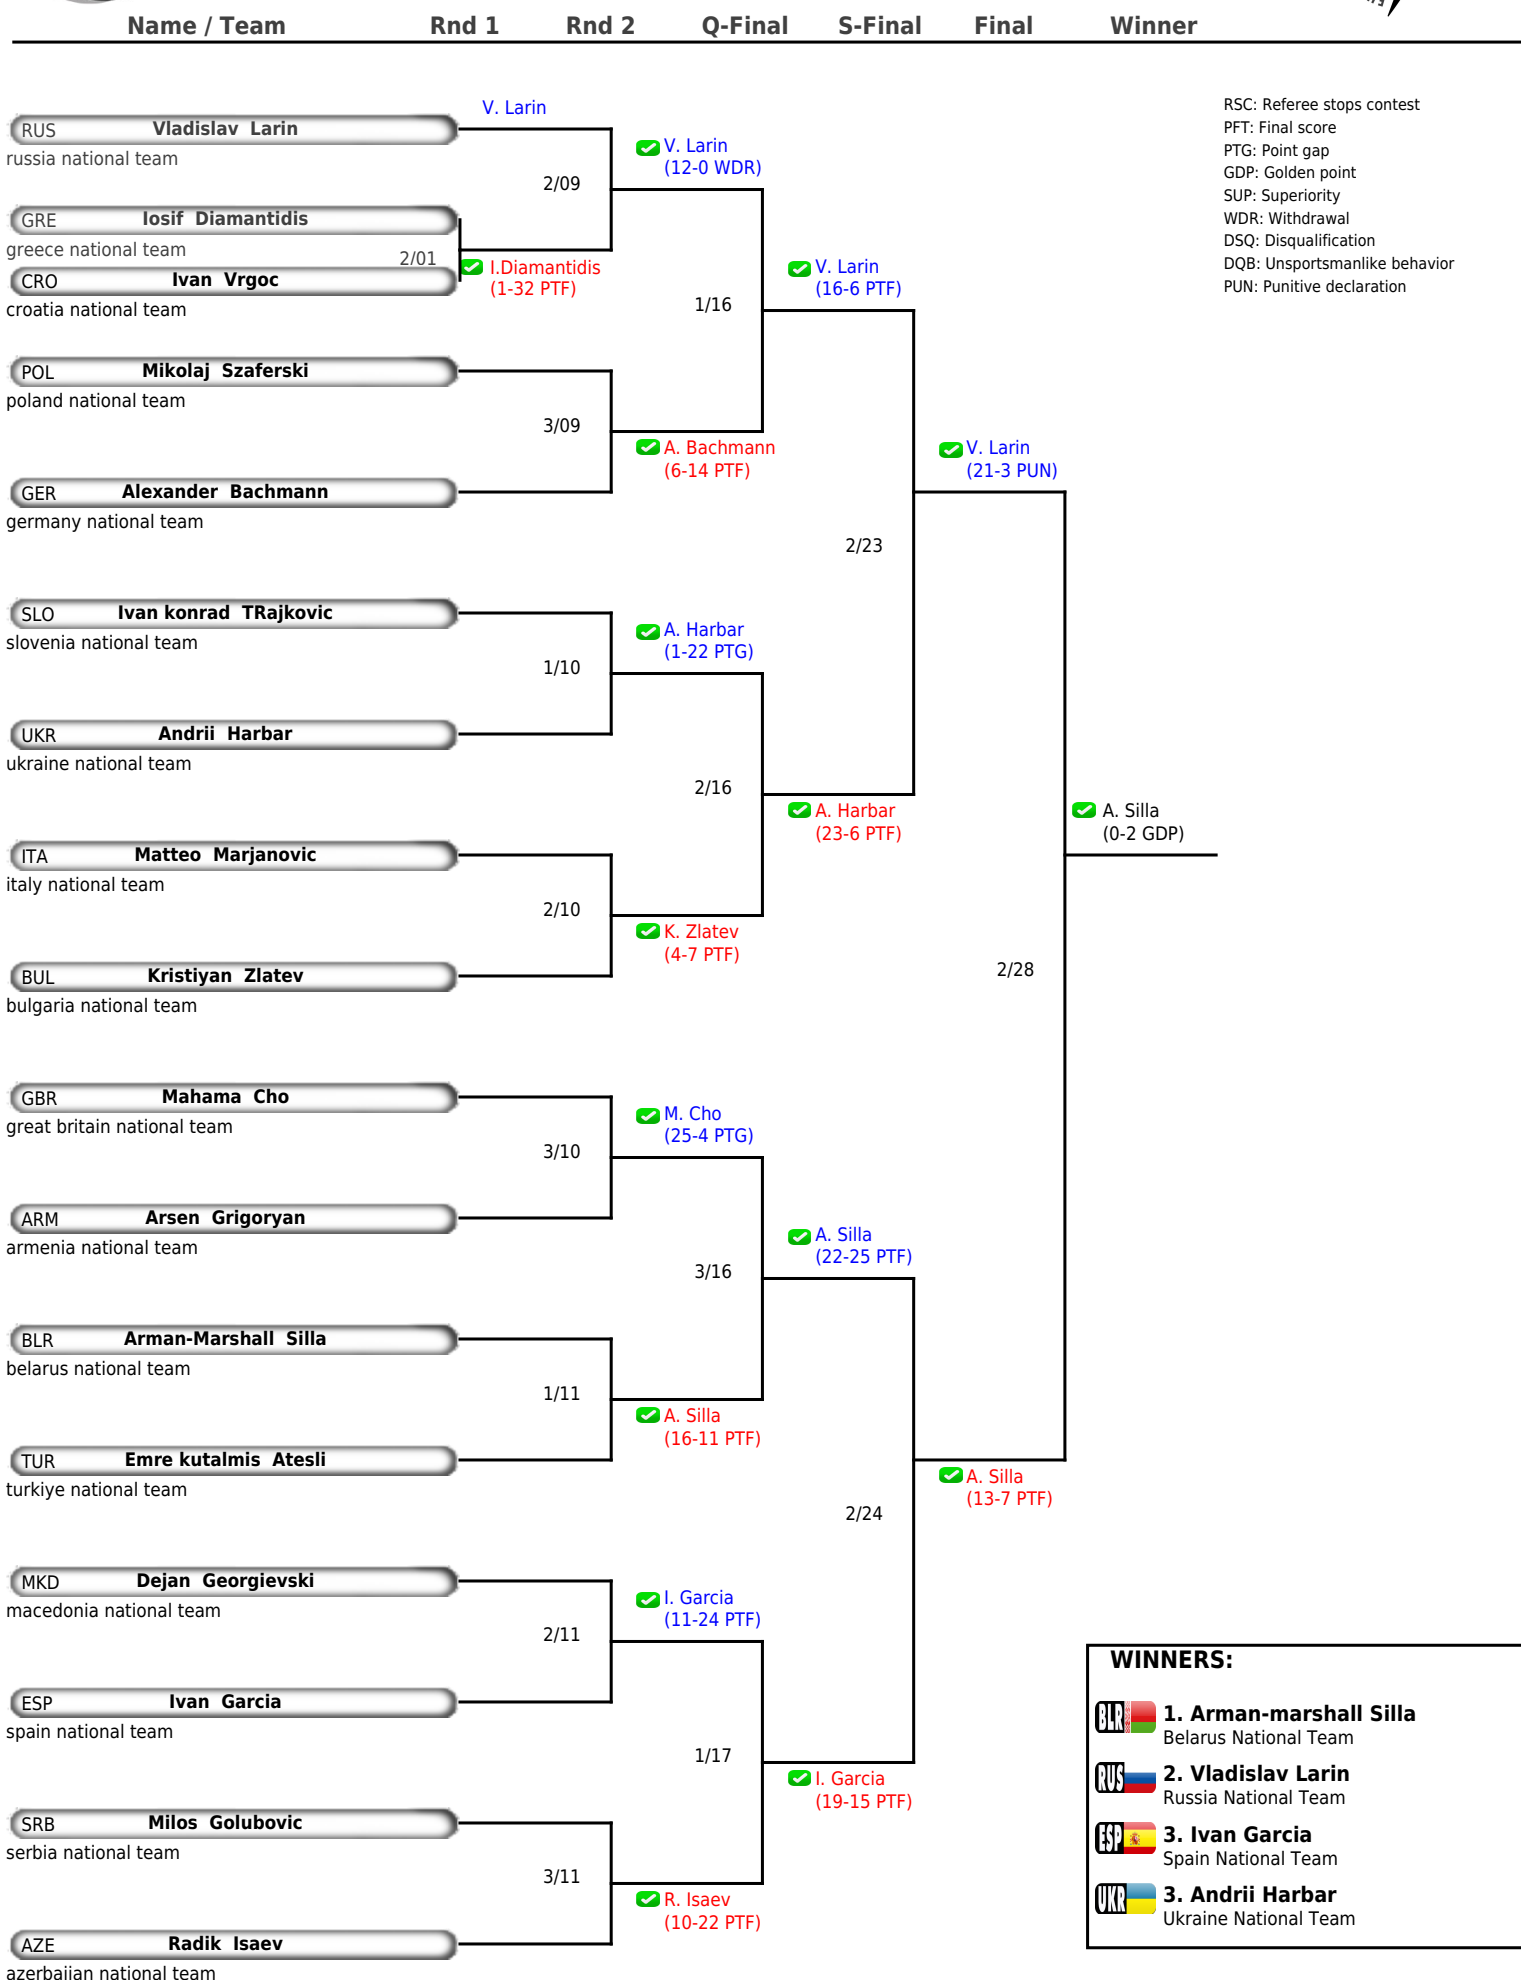 Name / Team Rnd 1 Rnd 2 Q-Final S-Final Final Winner
V. Larin
RUS Vladislav Larin
russia national team
2/09
V. Larin
(12-0 WDR)
GRE Iosif Diamantidis
greece national team
2/01
CRO Ivan Vrgoc
croatia national team
I.Diamantidis
(1-32 PTF)
1/16
V. Larin
(16-6 PTF)
POL Mikolaj Szaferski
poland national team
3/09
A. Bachmann
(6-14 PTF)
GER Alexander Bachmann
germany national team
V. Larin
(21-3 PUN)
2/23
SLO Ivan konrad TRajkovic
slovenia national team
1/10
A. Harbar
(1-22 PTG)
UKR Andrii Harbar
ukraine national team
2/16
A. Harbar
(23-6 PTF)
ITA Matteo Marjanovic
italy national team
2/10
K. Zlatev
(4-7 PTF)
BUL Kristiyan Zlatev
bulgaria national team
A. Silla
(0-2 GDP)
2/28
GBR Mahama Cho
great britain national team
3/10
M. Cho
(25-4 PTG)
ARM Arsen Grigoryan
armenia national team
3/16
A. Silla
(22-25 PTF)
BLR Arman-Marshall Silla
belarus national team
1/11
A. Silla
(16-11 PTF)
TUR Emre kutalmis Atesli
turkiye national team
A. Silla
(13-7 PTF)
2/24
MKD Dejan Georgievski
macedonia national team
2/11
I. Garcia
(11-24 PTF)
ESP Ivan Garcia
spain national team
1/17
I. Garcia
(19-15 PTF)
SRB Milos Golubovic
serbia national team
3/11
R. Isaev
(10-22 PTF)
AZE Radik Isaev
azerbaijan national team
RSC: Referee stops contest
PFT: Final score
PTG: Point gap
GDP: Golden point
SUP: Superiority
WDR: Withdrawal
DSQ: Disqualification
DQB: Unsportsmanlike behavior
PUN: Punitive declaration
WINNERS:
BLR 1. Arman-marshall Silla
Belarus National Team
RUS 2. Vladislav Larin
Russia National Team
ESP 3. Ivan Garcia
Spain National Team
UKR 3. Andrii Harbar
Ukraine National Team